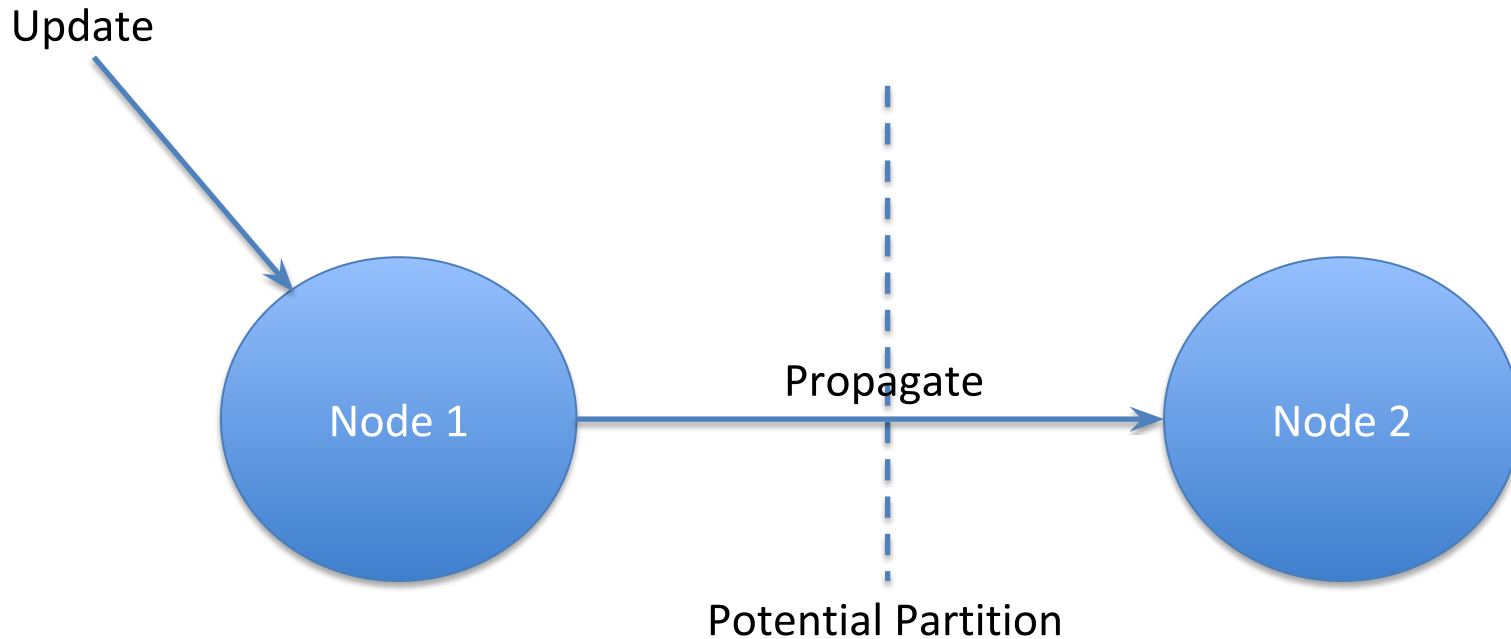 Update
Propagate
Node 1
Node 2
Potential Partition